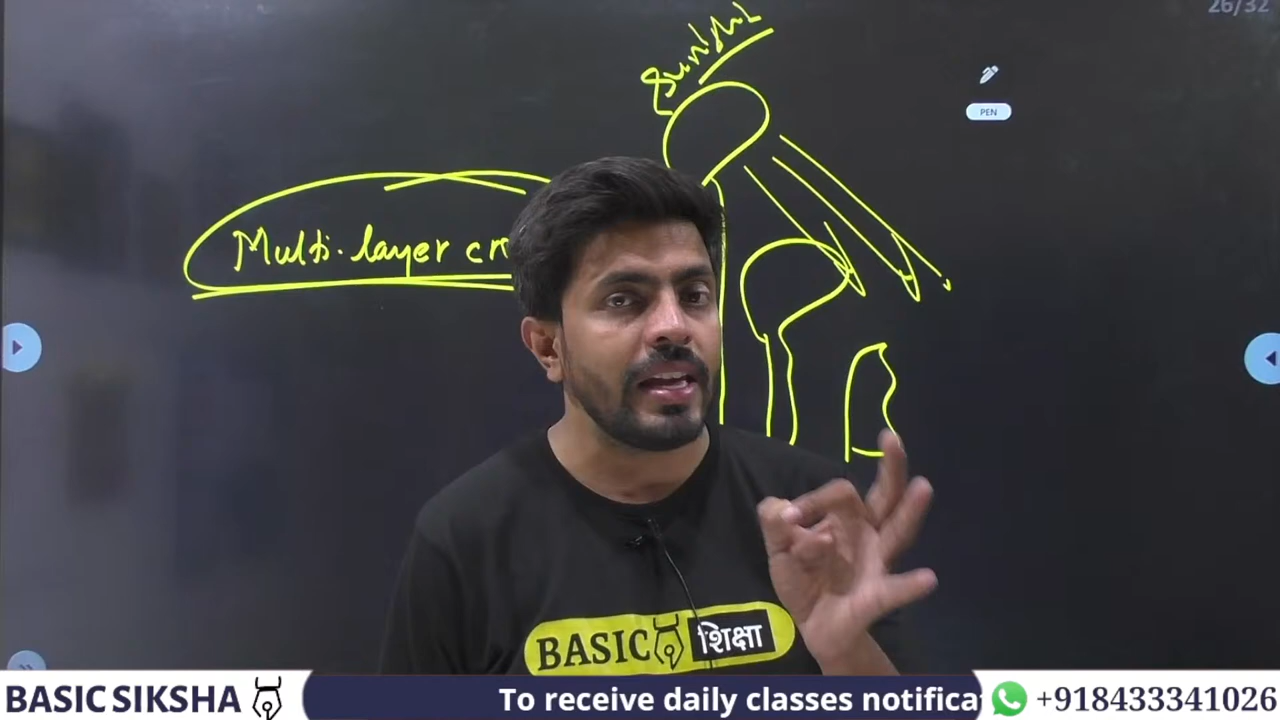 26/32
Sunlight
PEN
Multi-layer cr
BASIC शिक्षा
BASIC SIKSHA
To receive daily classes notifica
+918433341026